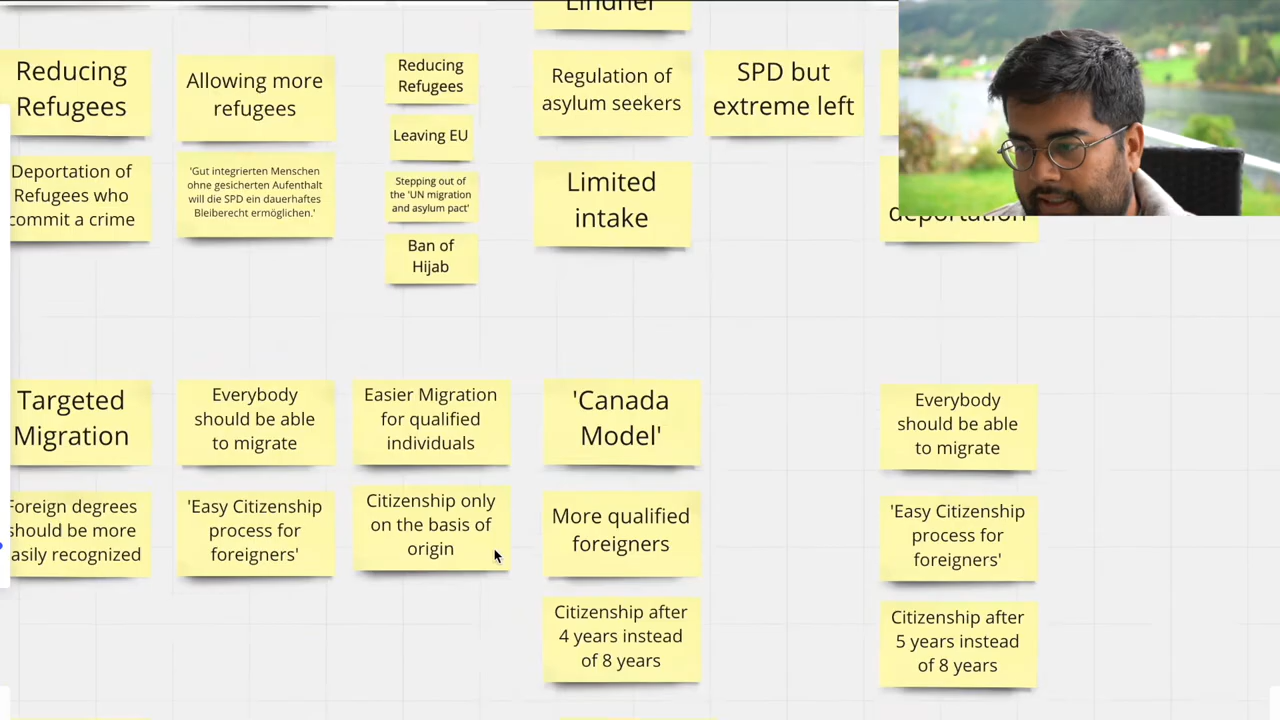 Lindner
Reducing
Refugees
Allowing more
refugees
Reducing
Refugees
Leaving EU
Regulation of
asylum seekers
SPD but
extreme left
Deportation of
Refugees who
commit a crime
'Gut integrierten Menschen
ohne gesicherten Aufenthalt
will die SPD ein dauerhaftes
Bleiberecht ermöglichen.'
Stepping out of
the 'UN migration
and asylum pact'
Ban of
Hijab
Limited
intake
deportation
Targeted
Migration
Everybody
should be able
to migrate
Easier Migration
for qualified
individuals
'Canada
Model'
Everybody
should be able
to migrate
Foreign degrees
should be more
easily recognized
'Easy Citizenship
process for
foreigners'
Citizenship only
on the basis of
origin
More qualified
foreigners
'Easy Citizenship
process for
foreigners'
Citizenship after
4 years instead
of 8 years
Citizenship after
5 years instead
of 8 years